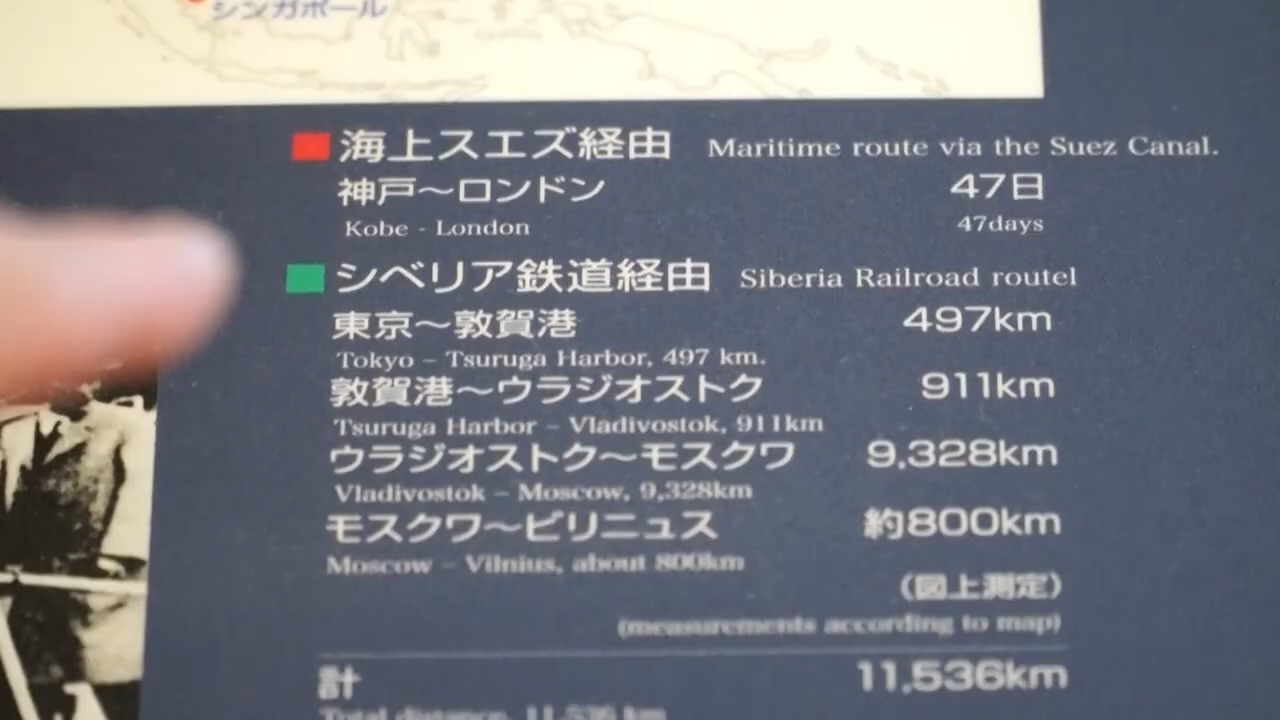 シンガポール
海上スエズ経由 Maritime route via the Suez Canal.
神戸～ロンドン 47日
Kobe - London 47days
シベリア鉄道経由 Siberia Railroad routel
東京～敦賀港 497km
Tokyo – Tsuruga Harbor, 497 km.
敦賀港～ウラジオストク 911km
Tsuruga Harbor – Vladivostok, 911km
ウラジオストク～モスクワ 9,328km
Vladivostok – Moscow, 9,328km
モスクワ～ビリニュス 約800km
Moscow – Vilnius, about 800km
（図上測定）
(measurements according to map)
計 11,536km
Total distance, 11,536 km